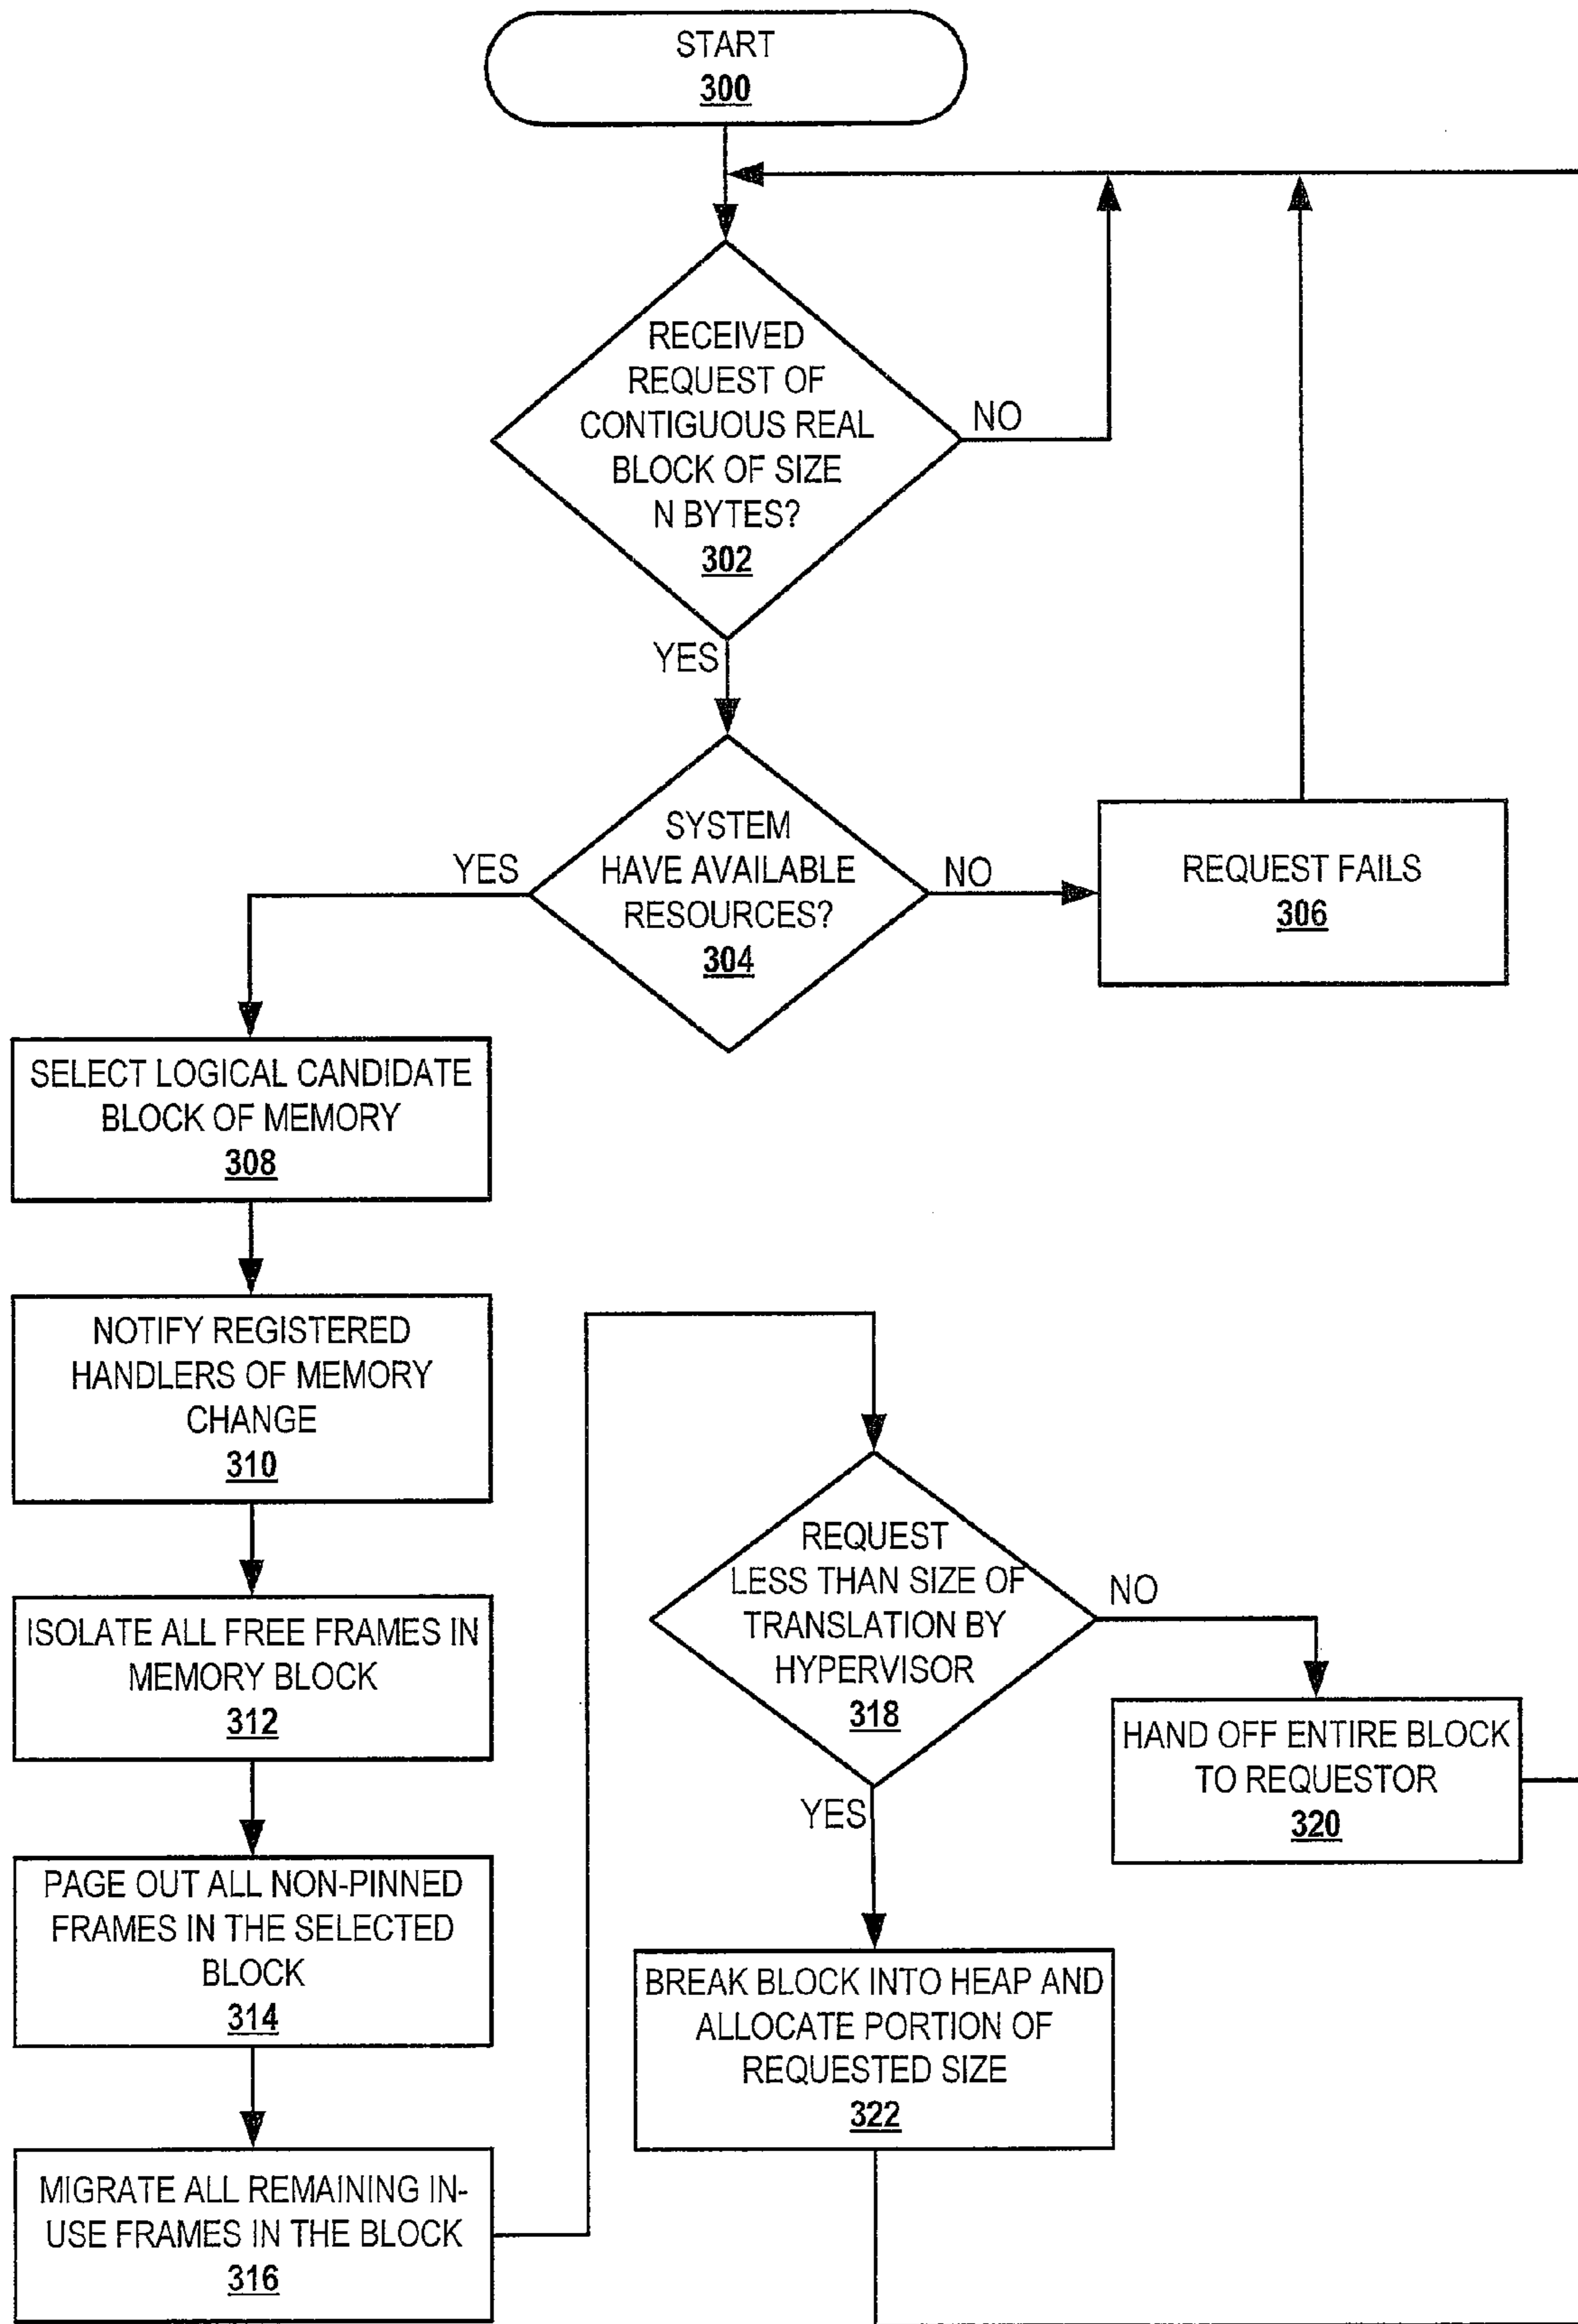 START
300
RECEIVED
REQUEST OF
CONTIGUOUS REAL
BLOCK OF SIZE
N BYTES?
302
NO
YES
SYSTEM
HAVE AVAILABLE
RESOURCES?
304
YES
NO
REQUEST FAILS
306
SELECT LOGICAL CANDIDATE
BLOCK OF MEMORY
308
NOTIFY REGISTERED
HANDLERS OF MEMORY
CHANGE
310
ISOLATE ALL FREE FRAMES IN
MEMORY BLOCK
312
PAGE OUT ALL NON-PINNED
FRAMES IN THE SELECTED
BLOCK
314
MIGRATE ALL REMAINING IN-
USE FRAMES IN THE BLOCK
316
REQUEST
LESS THAN SIZE OF
TRANSLATION BY
HYPERVISOR
318
NO
YES
HAND OFF ENTIRE BLOCK
TO REQUESTOR
320
BREAK BLOCK INTO HEAP AND
ALLOCATE PORTION OF
REQUESTED SIZE
322